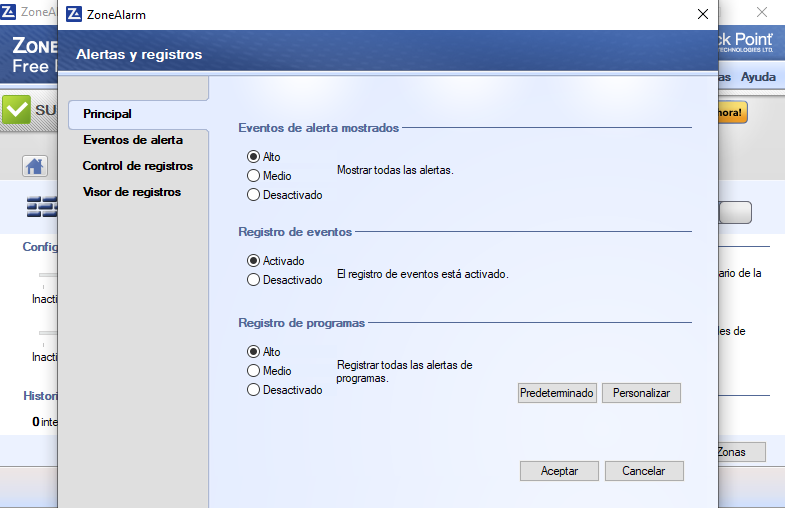 ZoneAlarm
Alertas y registros
Principal
Eventos de alerta
Control de registros
Visor de registros
Eventos de alerta mostrados
Alto
Medio
Desactivado
Mostrar todas las alertas.
Registro de eventos
Activado
Desactivado
El registro de eventos está activado.
Registro de programas
Alto
Medio
Desactivado
Registrar todas las alertas de
programas.
Predeterminado
Personalizar
Aceptar
Cancelar
Z
ZONE
Free
SU
Config
Inacti
Inacti
Histori
0 inte
ck Point
TECHNOLOGIES LTD.
as
Ayuda
hora!
ario de la
les de
Zonas